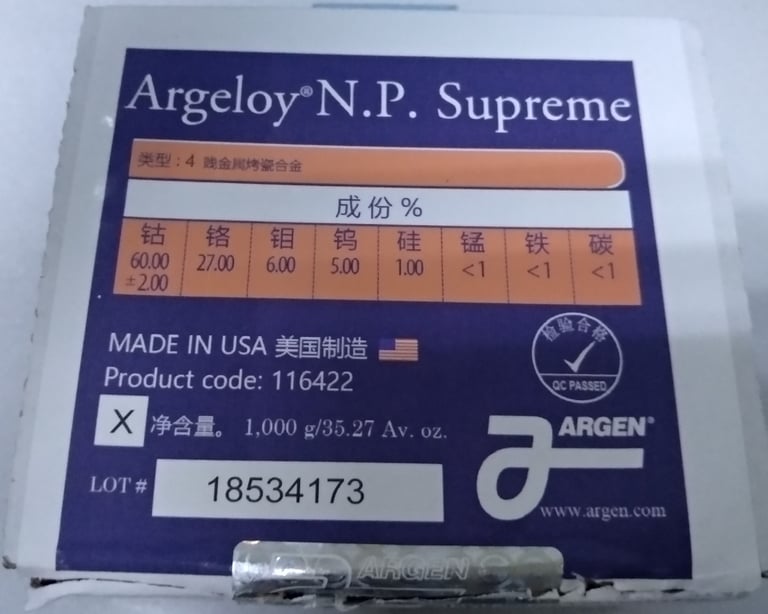 Argeloy® N.P. Supreme
类型：4 贱金属烤瓷合金
成份%
钴 铬 钼 钨 硅 锰 铁 碳
60.00 27.00 6.00 5.00 1.00 <1 <1 <1
±2.00
MADE IN USA 美国制造
Product code: 116422
检验合格
QC PASSED
X 净含量。 1,000 g/35.27 Av. oz.
ARGEN®
LOT # 18534173
www.argen.com
ARGEN